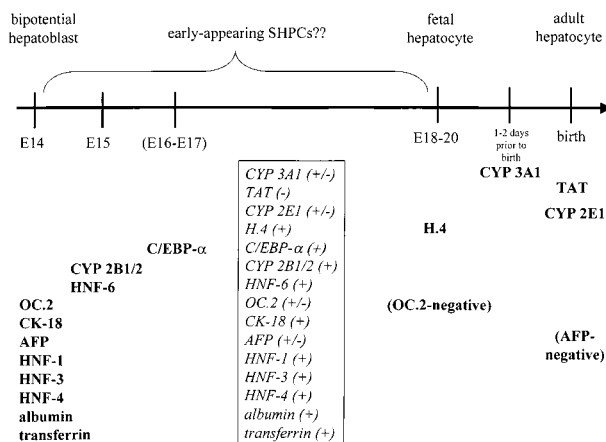 bipotential
hepatoblast
early-appearing SHPCs??
fetal
hepatocyte
adult
hepatocyte
E14
E15
(E16-E17)
E18-20
1-2 days
prior to
birth
birth
CYP 3A1
TAT
CYP 2E1
H.4
C/EBP-α
CYP 2B1/2
HNF-6
OC.2
CK-18
AFP
HNF-1
HNF-3
HNF-4
albumin
transferrin
CYP 3A1 (+/-)
TAT (-)
CYP 2E1 (+/-)
H.4 (+)
C/EBP-α (+)
CYP 2B1/2 (+)
HNF-6 (+)
OC.2 (+/-)
CK-18 (+)
AFP (+/-)
HNF-1 (+)
HNF-3 (+)
HNF-4 (+)
albumin (+)
transferrin (+)
(OC.2-negative)
(AFP-
negative)